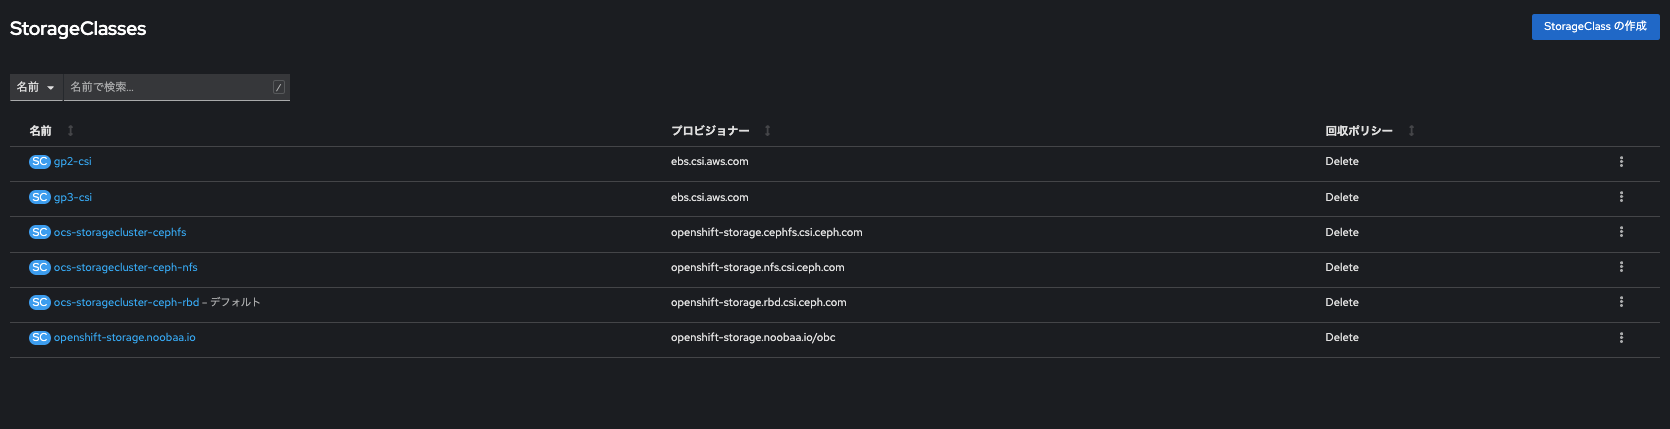 StorageClasses
StorageClass の作成
名前
名前で検索...
/
名前 プロビジョナー 回収ポリシー
SC gp2-csi ebs.csi.aws.com Delete
SC gp3-csi ebs.csi.aws.com Delete
SC ocs-storagecluster-cephfs openshift-storage.cephfs.csi.ceph.com Delete
SC ocs-storagecluster-ceph-nfs openshift-storage.nfs.csi.ceph.com Delete
SC ocs-storagecluster-ceph-rbd – デフォルト openshift-storage.rbd.csi.ceph.com Delete
SC openshift-storage.noobaa.io openshift-storage.noobaa.io/obc Delete